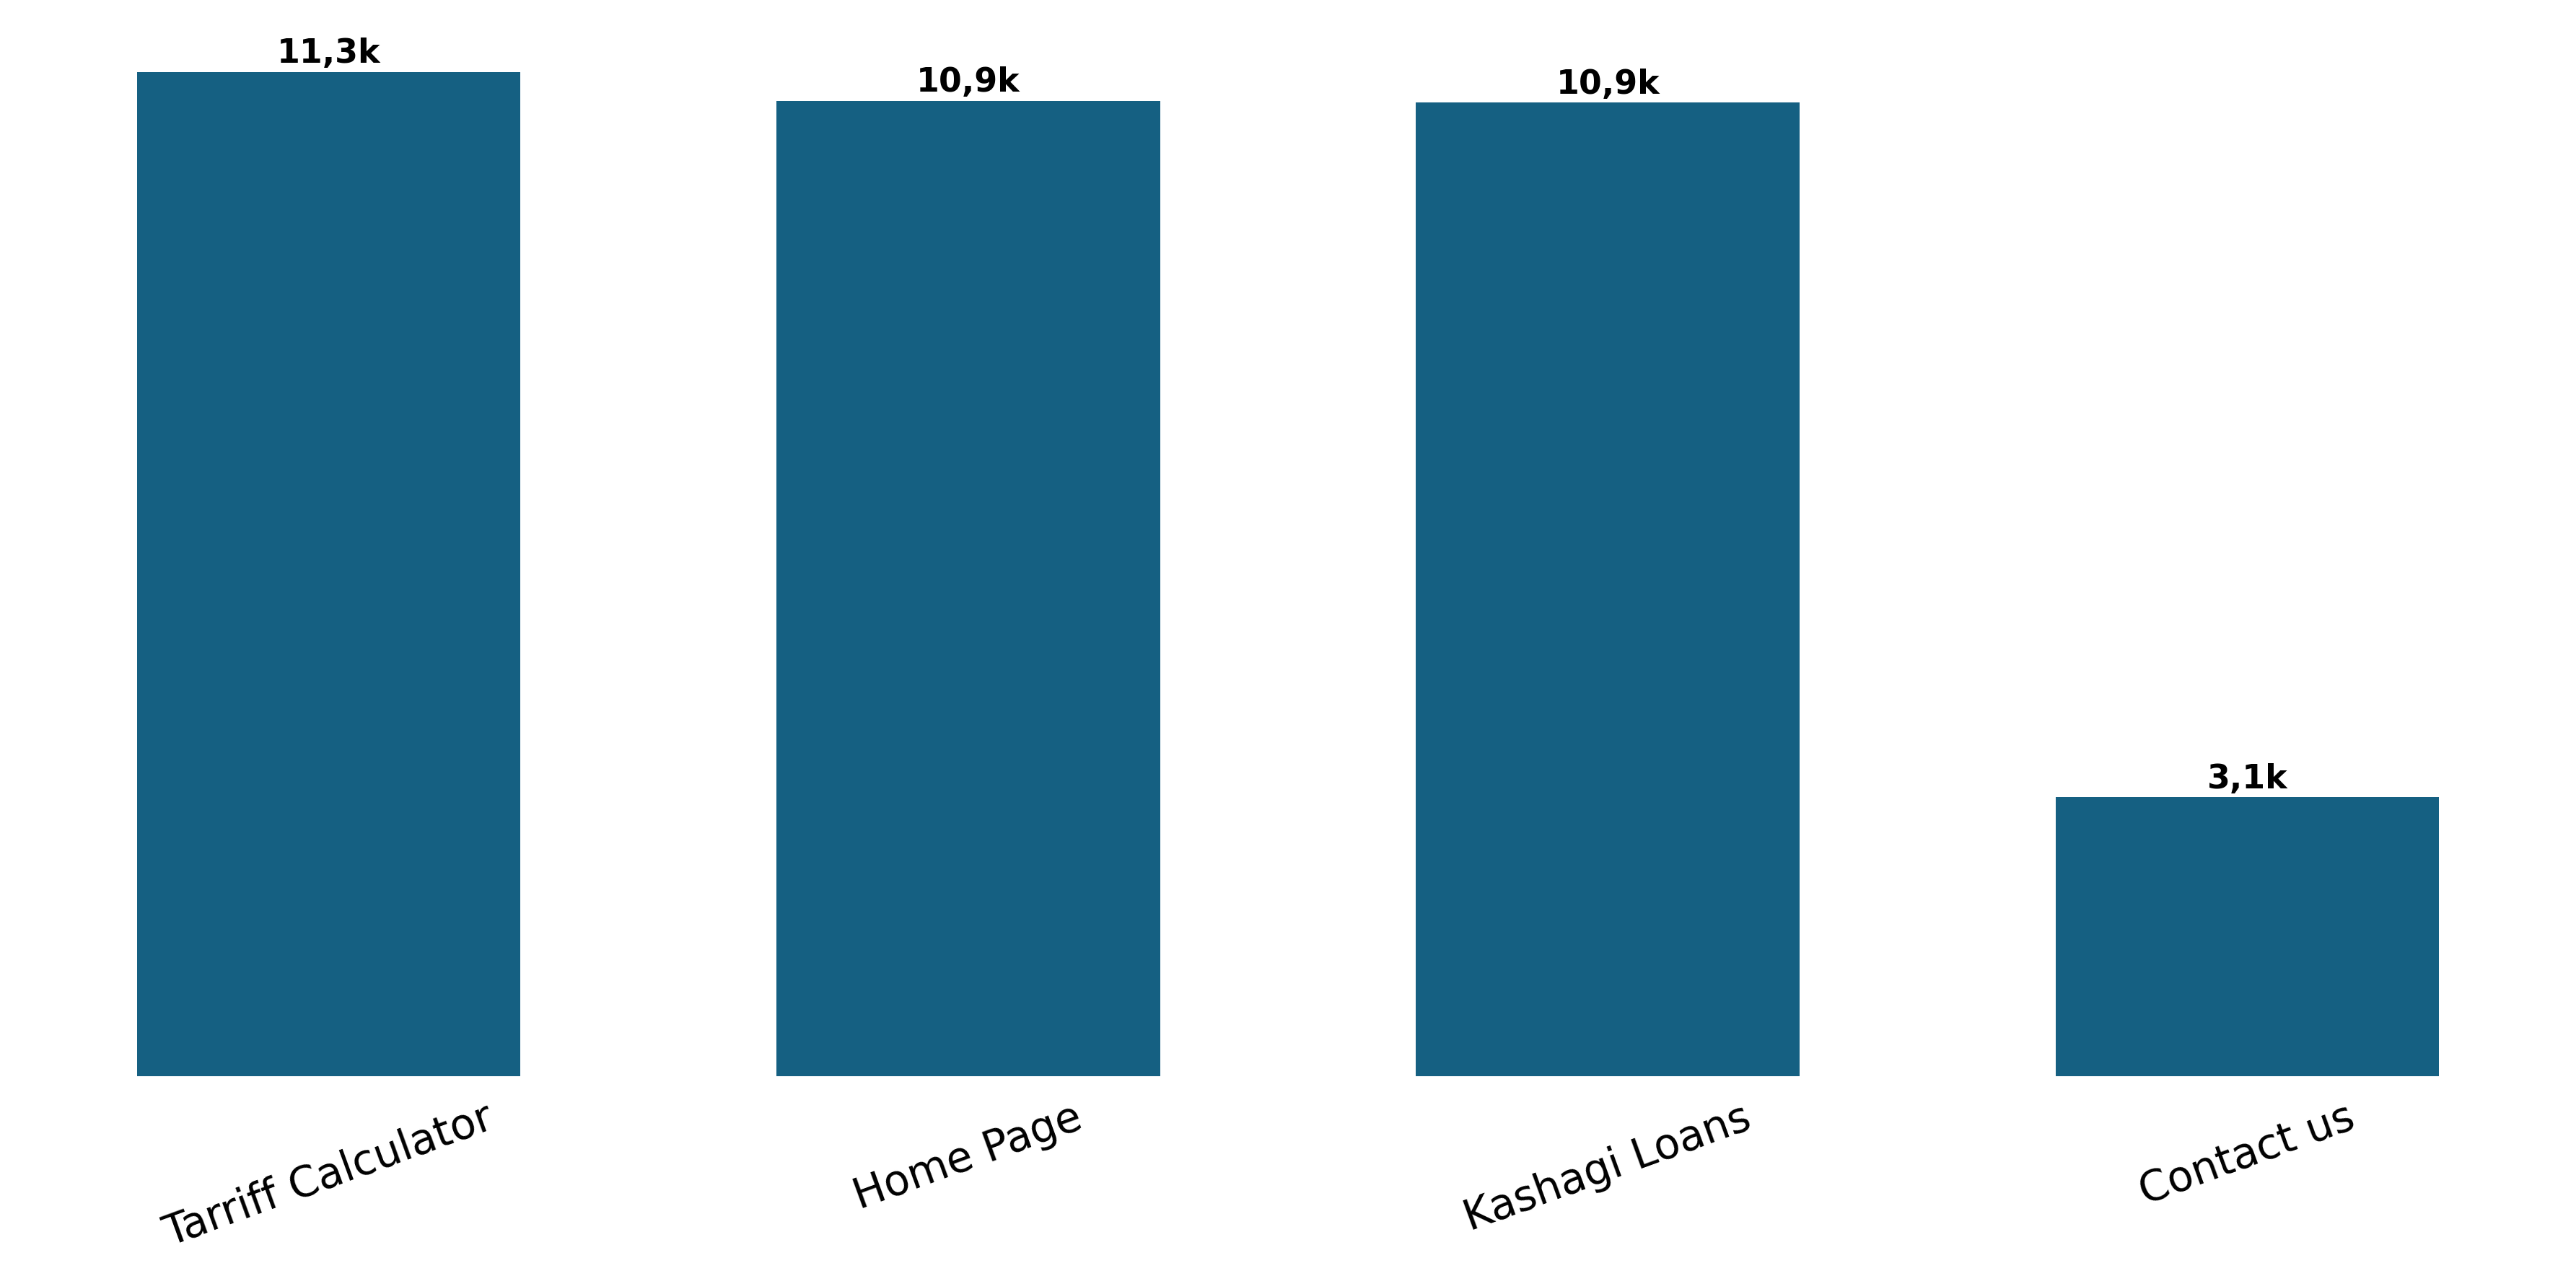 11,3k
10,9k
10,9k
3,1k
Tarriff Calculator
Home Page
Kashagi Loans
Contact us